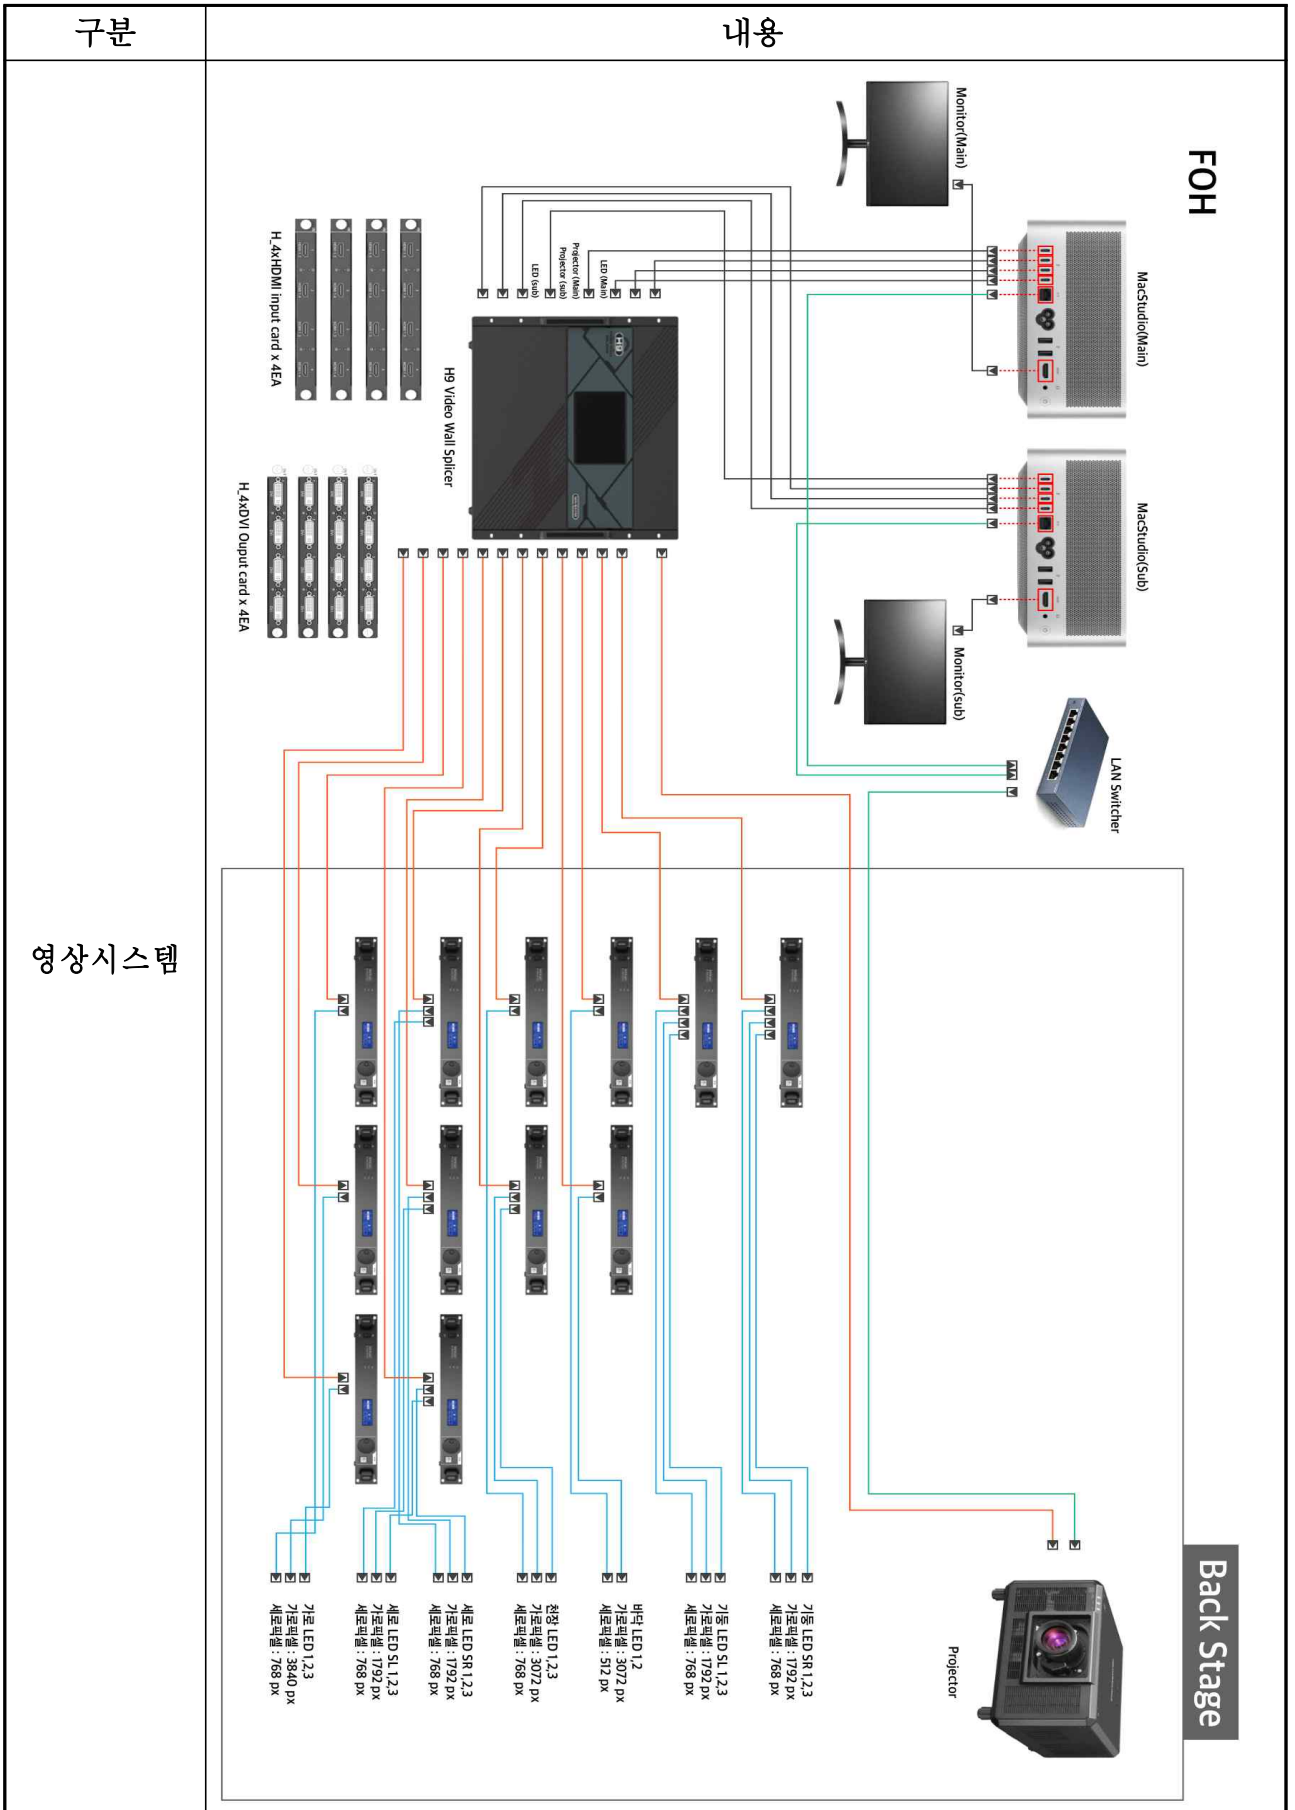 구분
내용
영상시스템
FOH
MacStudio(Main)
MacStudio(Sub)
LAN Switcher
Monitor(Main)
Monitor(sub)
LED (Main)
Projector (Main)
Projector (sub)
LED (sub)
H9
H9 Video Wall Splicer
H_4xHDMI input card x 4EA
H_4xDVI Ouput card x 4EA
Back Stage
Projector
기둥 LED SR 1,2,3
가로픽셀 : 1792 px
세로픽셀 : 768 px
기둥 LED SL 1,2,3
가로픽셀 : 1792 px
세로픽셀 : 768 px
바닥 LED 1,2
가로픽셀 : 3072 px
세로픽셀 : 512 px
천장 LED 1,2,3
가로픽셀 : 3072 px
세로픽셀 : 768 px
세로 LED SR 1,2,3
가로픽셀 : 1792 px
세로픽셀 : 768 px
세로 LED SL 1,2,3
가로픽셀 : 1792 px
세로픽셀 : 768 px
가로 LED 1,2,3
가로픽셀 : 3840 px
세로픽셀 : 768 px